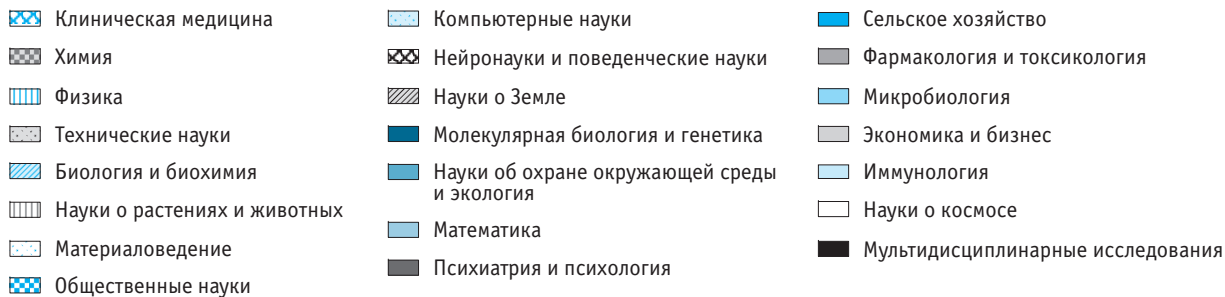 Клиническая медицина
Химия
Физика
Технические науки
Биология и биохимия
Науки о растениях и животных
Материаловедение
Общественные науки
Компьютерные науки
Нейронауки и поведенческие науки
Науки о Земле
Молекулярная биология и генетика
Науки об охране окружающей среды
и экология
Математика
Психиатрия и психология
Сельское хозяйство
Фармакология и токсикология
Микробиология
Экономика и бизнес
Иммунология
Науки о космосе
Мультидисциплинарные исследования